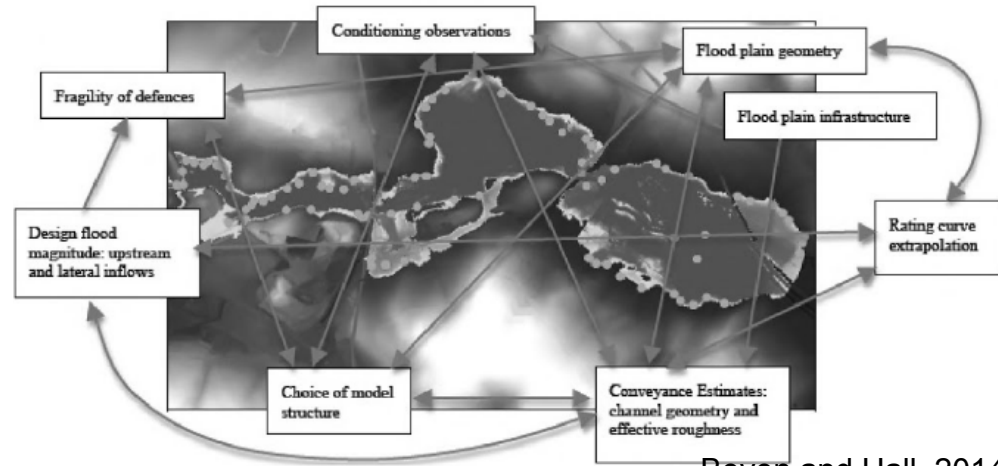 Conditioning observations
Flood plain geometry
Fragility of defences
Flood plain infrastructure
Design flood
magnitude: upstream
and lateral inflows
Rating curve
extrapolation
Choice of model
structure
Conveyance Estimates:
channel geometry and
effective roughness
Beven and Hall, 2014